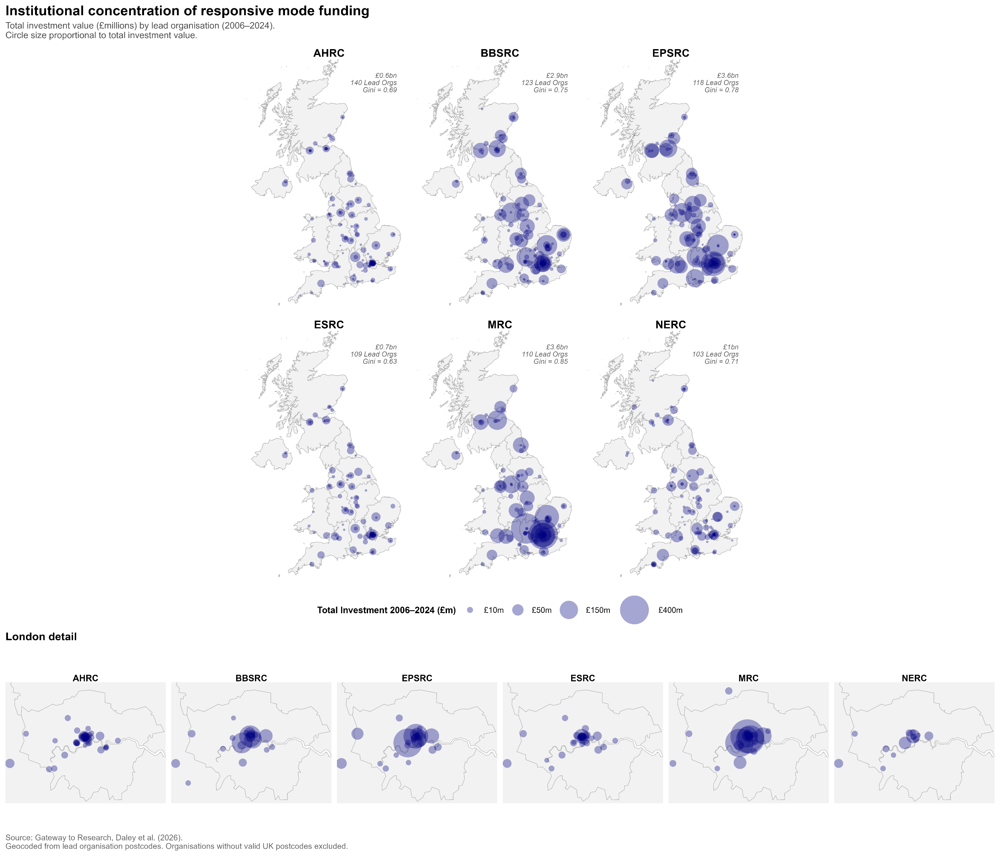 Institutional concentration of responsive mode funding
Total investment value (£millions) by lead organisation (2006–2024).
Circle size proportional to total investment value.
AHRC
£0.6bn
140 Lead Orgs
Gini = 0.69
BBSRC
£2.9bn
123 Lead Orgs
Gini = 0.75
EPSRC
£3.6bn
118 Lead Orgs
Gini = 0.78
ESRC
£0.7bn
109 Lead Orgs
Gini = 0.63
MRC
£3.6bn
110 Lead Orgs
Gini = 0.85
NERC
£1bn
103 Lead Orgs
Gini = 0.71
Total Investment 2006–2024 (£m) £10m £50m £150m £400m
London detail
AHRC BBSRC EPSRC ESRC MRC NERC
Source: Gateway to Research, Daley et al. (2026).
Geocoded from lead organisation postcodes. Organisations without valid UK postcodes excluded.